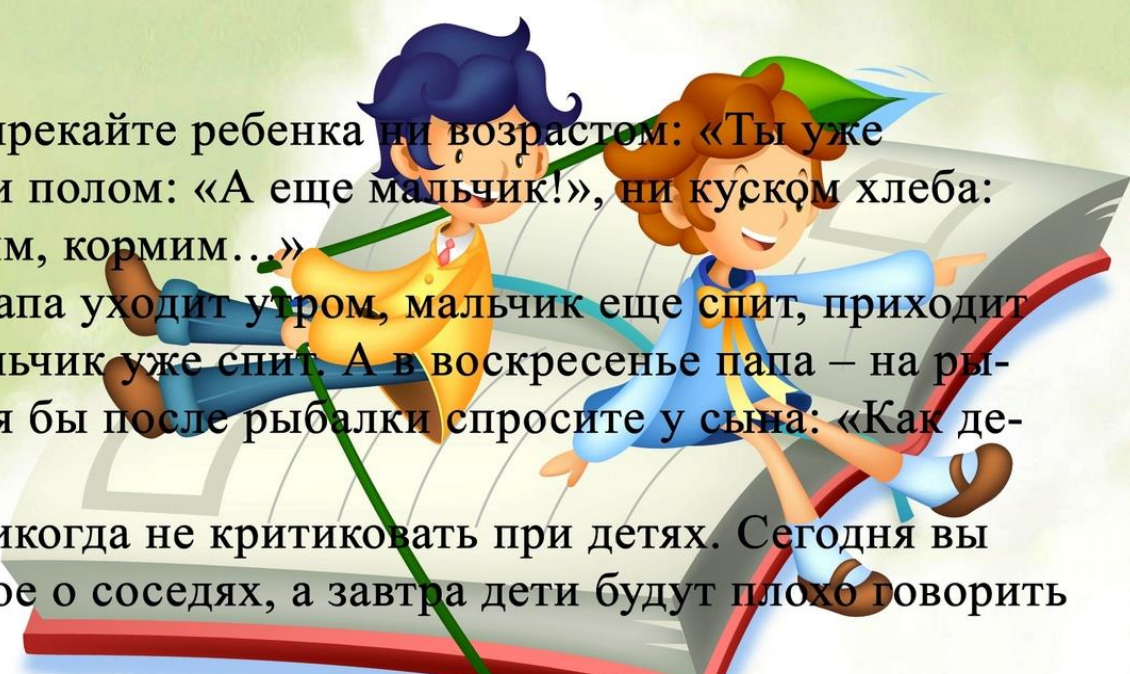 прекайте ребенка ни возрастом: «Ты уже
и полом: «А еще мальчик!», ни куском хлеба:
им, кормим…»
апа уходит утром, мальчик еще спит, приходит
льчик уже спит. А в воскресенье папа – на ры-
я бы после рыбалки спросите у сына: «Как де-
икогда не критиковать при детях. Сегодня вы
ое о соседях, а завтра дети будут плохо говорить